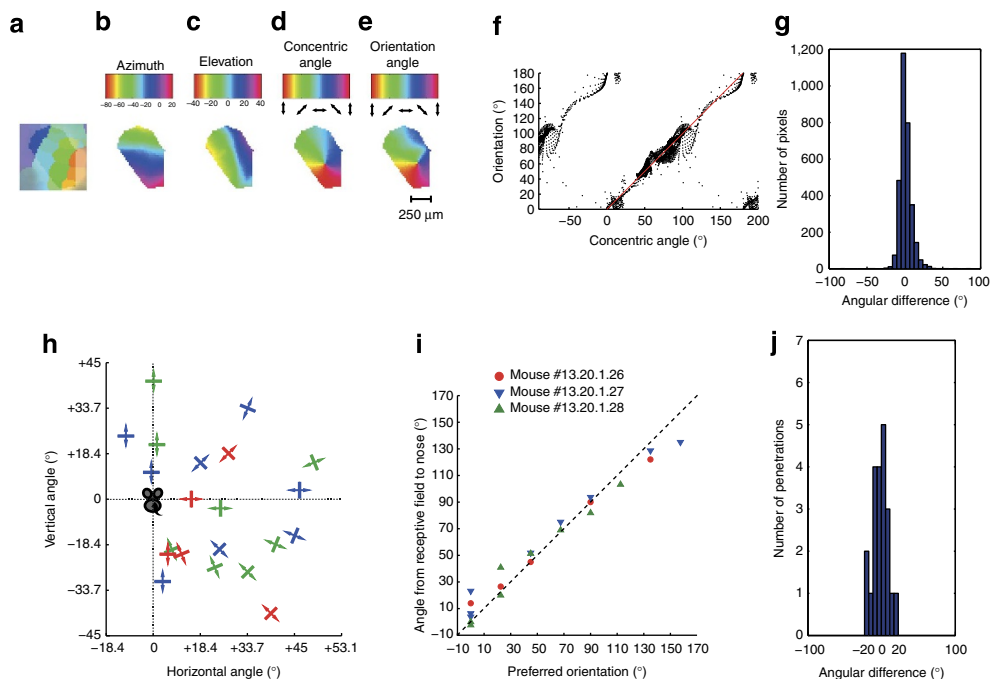 a
b
c
d
e
f
g
Azimuth
Elevation
Concentric
angle
Orientation
angle
−80 −60 −40 −20 0 20
−40 −20 0 20 40
250 µm
180
160
140
120
100
80
60
40
20
0
Orientation (°)
−50 0 50 100 150 200
Concentric angle (°)
1,200
1,000
800
600
400
200
0
Number of pixels
−100 −50 0 50 100
Angular difference (°)
h
i
j
+45
+33.7
+18.4
0
−18.4
−33.7
−45
Vertical angle (°)
−18.4 0 +18.4 +33.7 +45 +53.1
Horizontal angle (°)
Mouse #13.20.1.26
Mouse #13.20.1.27
Mouse #13.20.1.28
170
150
130
110
90
70
50
30
10
−10
Angle from receptive field to nose (°)
−10 10 30 50 70 90 110 130 150 170
Preferred orientation (°)
7
6
5
4
3
2
1
0
Number of penetrations
−100 −20 0 20 100
Angular difference (°)